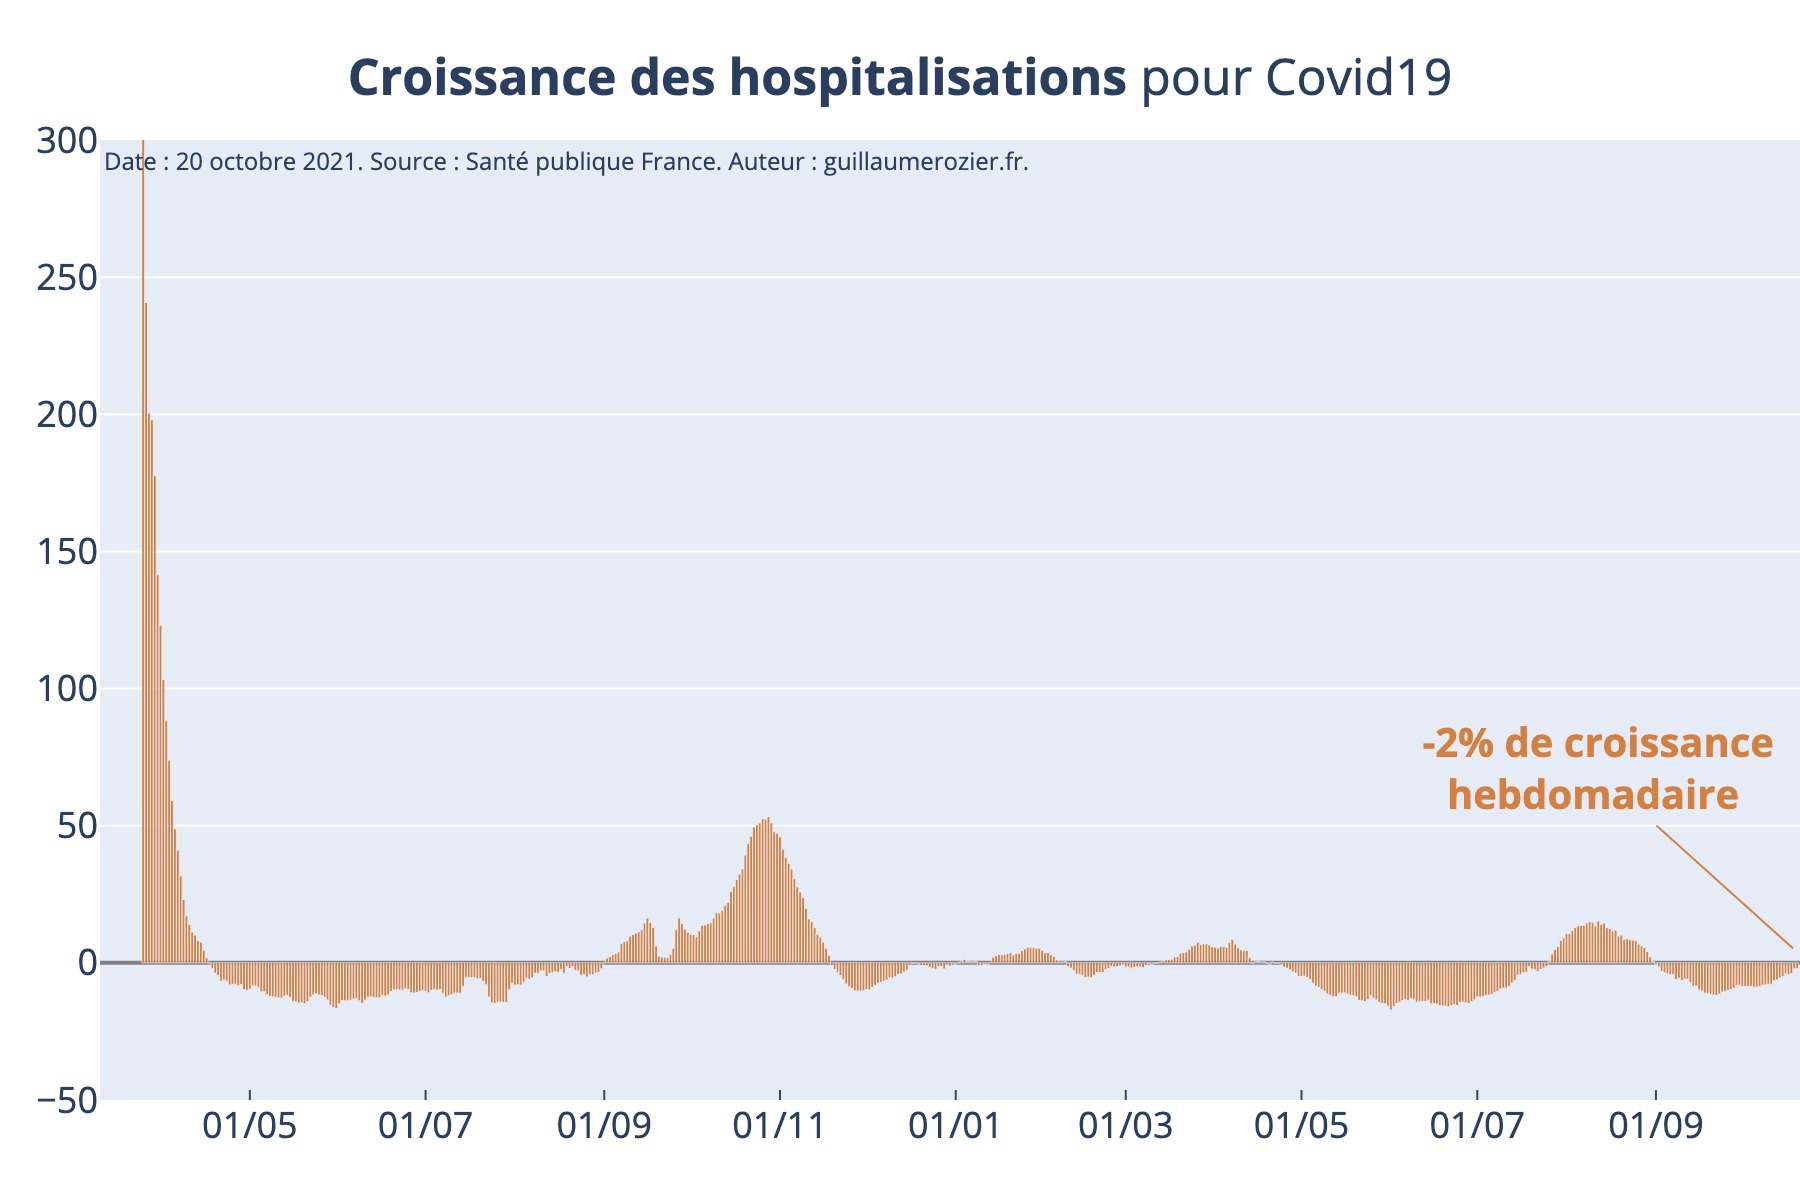 Croissance des hospitalisations pour Covid19
300
Date : 20 octobre 2021. Source : Santé publique France. Auteur : guillaumerozier.fr.
250
200
150
100
-2% de croissance
hebdomadaire
50
0
−50
01/05 01/07 01/09 01/11 01/01 01/03 01/05 01/07 01/09